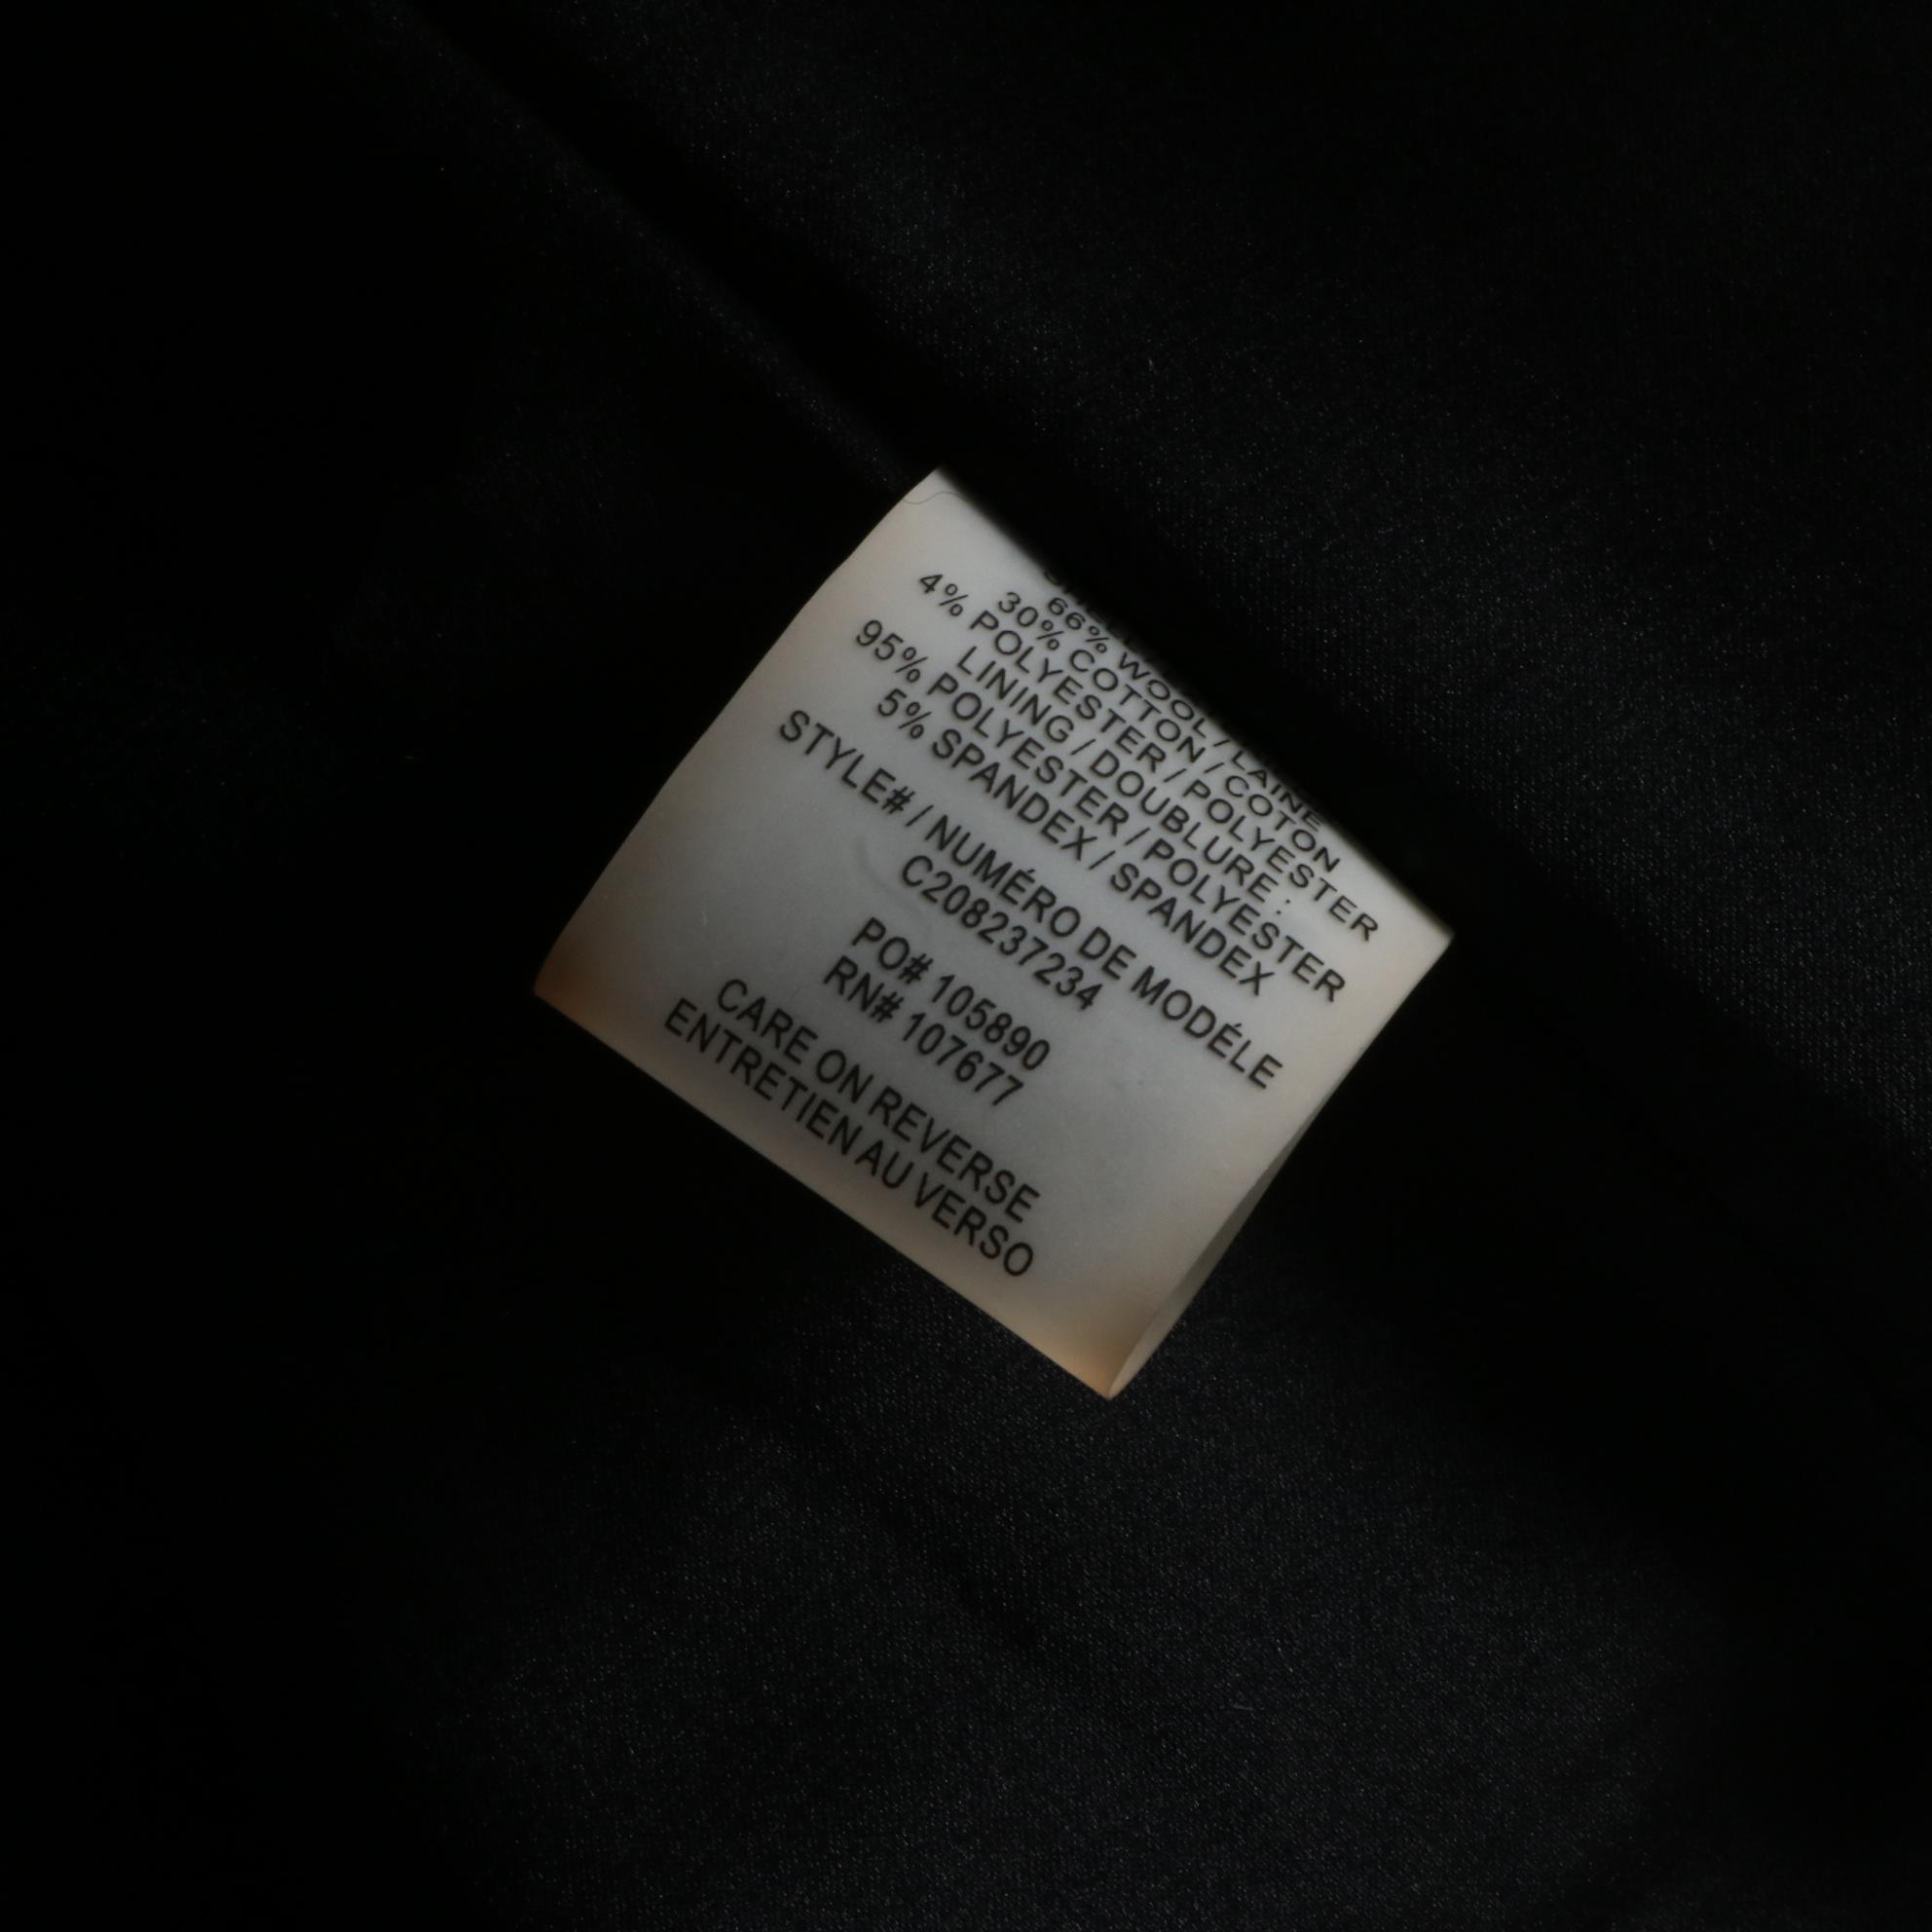 66% WOOL / LAINE
30% COTTON / COTON
4% POLYESTER / POLYESTER
LINING / DOUBLURE :
95% POLYESTER / POLYESTER
5% SPANDEX / SPANDEX
STYLE# / NUMÉRO DE MODÉLE
C208237234
PO# 105890
RN# 107677
CARE ON REVERSE
ENTRETIEN AU VERSO